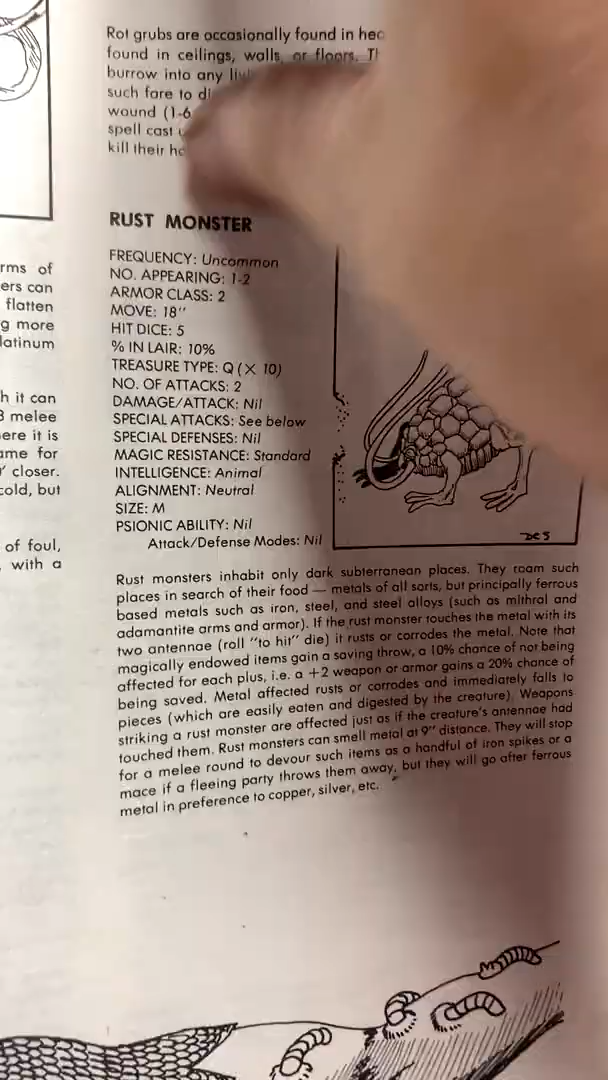 Rot grubs are occasionally found in
found in ceilings, walls, or floors.
burrow into any
such fare to
wound (1-6
spell cast
kill their
RUST MONSTER
FREQUENCY: Uncommon
NO. APPEARING: 1-2
ARMOR CLASS: 2
MOVE: 18"
HIT DICE: 5
% IN LAIR: 10%
TREASURE TYPE: Q (× 10)
NO. OF ATTACKS: 2
DAMAGE/ATTACK: Nil
SPECIAL ATTACKS: See below
SPECIAL DEFENSES: Nil
MAGIC RESISTANCE: Standard
INTELLIGENCE: Animal
ALIGNMENT: Neutral
SIZE: M
PSIONIC ABILITY: Nil
Attack/Defense Modes: Nil
DCS
Rust monsters inhabit only dark subterranean places. They roam such
places in search of their food — metals of all sorts, but principally ferrous
based metals such as iron, steel, and steel alloys (such as mithral and
adamantite arms and armor). If the rust monster touches the metal with its
two antennae (roll "to hit" die) it rusts or corrodes the metal. Note that
magically endowed items gain a saving throw, a 10% chance of not being
affected for each plus, i.e. a +2 weapon or armor gains a 20% chance of
being saved. Metal affected rusts or corrodes and immediately falls to
pieces (which are easily eaten and digested by the creature). Weapons
striking a rust monster are affected just as if the creature's antennae had
touched them. Rust monsters can smell metal at 9" distance. They will stop
for a melee round to devour such items as a handful of iron spikes or a
mace if a fleeing party throws them away, but they will go after ferrous
metal in preference to copper, silver, etc.
of
can
flatten
more
it can
melee
it is
for
closer.
cold, but
of foul,
with a